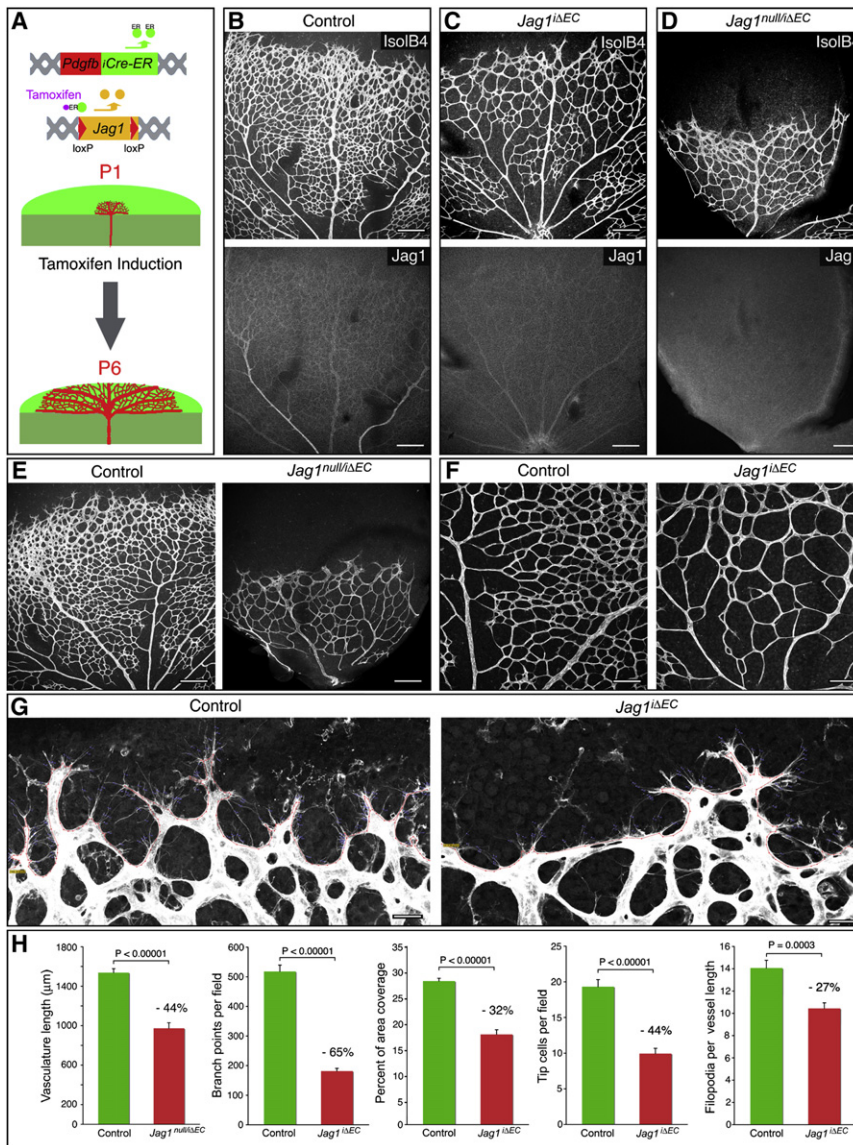 A
ER ER
Pdgfb iCre-ER
Tamoxifen
ER
Jag1
loxP loxP
P1
Tamoxifen Induction
P6
B Control
IsolB4
Jag1
C Jag1iΔEC
IsolB4
Jag1
D Jag1null/iΔEC
IsolB
Jag
E Control Jag1null/iΔEC
F Control Jag1iΔEC
G Control Jag1iΔEC
H
Vasculature length (μm)
1800
1400
1000
600
200
P < 0.00001
- 44%
Control Jag1null/iΔEC
Branch points per field
600
500
400
300
200
100
0
P < 0.00001
- 65%
Control Jag1iΔEC
Percent of area coverage
35
30
25
20
15
10
5
0
P < 0.00001
- 32%
Control Jag1iΔEC
Tip cells per field
25
20
15
10
5
0
P < 0.00001
- 44%
Control Jag1iΔEC
Filopodia per vessel length
16
14
12
10
8
6
4
2
0
P = 0.0003
- 27%
Control Jag1iΔEC